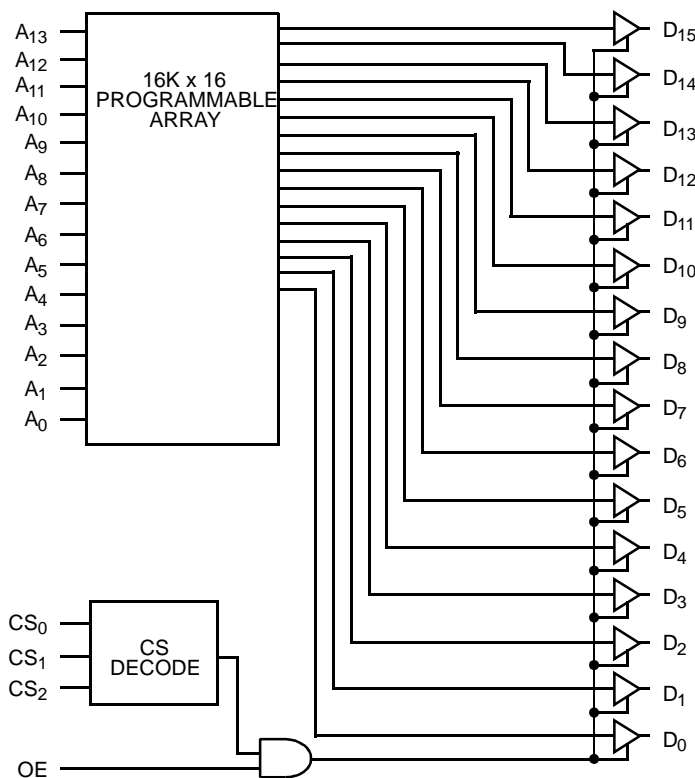 A13
A12
A11
A10
A9
A8
A7
A6
A5
A4
A3
A2
A1
A0
16K x 16
PROGRAMMABLE
ARRAY
D15
D14
D13
D12
D11
D10
D9
D8
D7
D6
D5
D4
D3
D2
D1
D0
CS0
CS1
CS2
CS
DECODE
OE